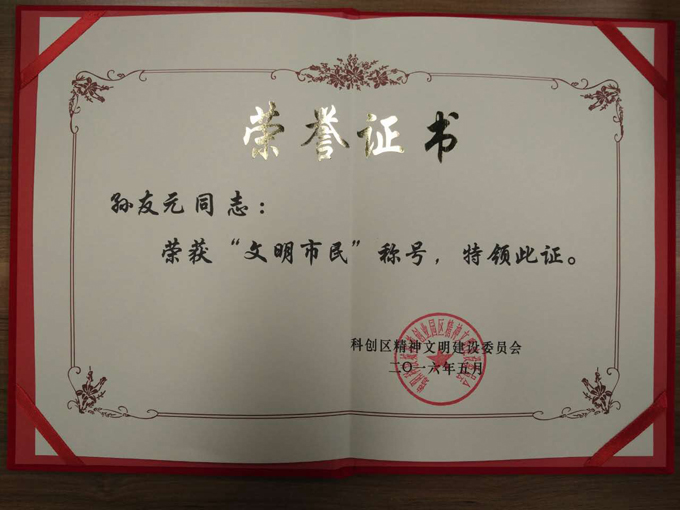 荣誉证书
孙友元同志：
荣获“文明市民”称号，特领此证。
科创区精神文明建设委员会
二〇一六年五月